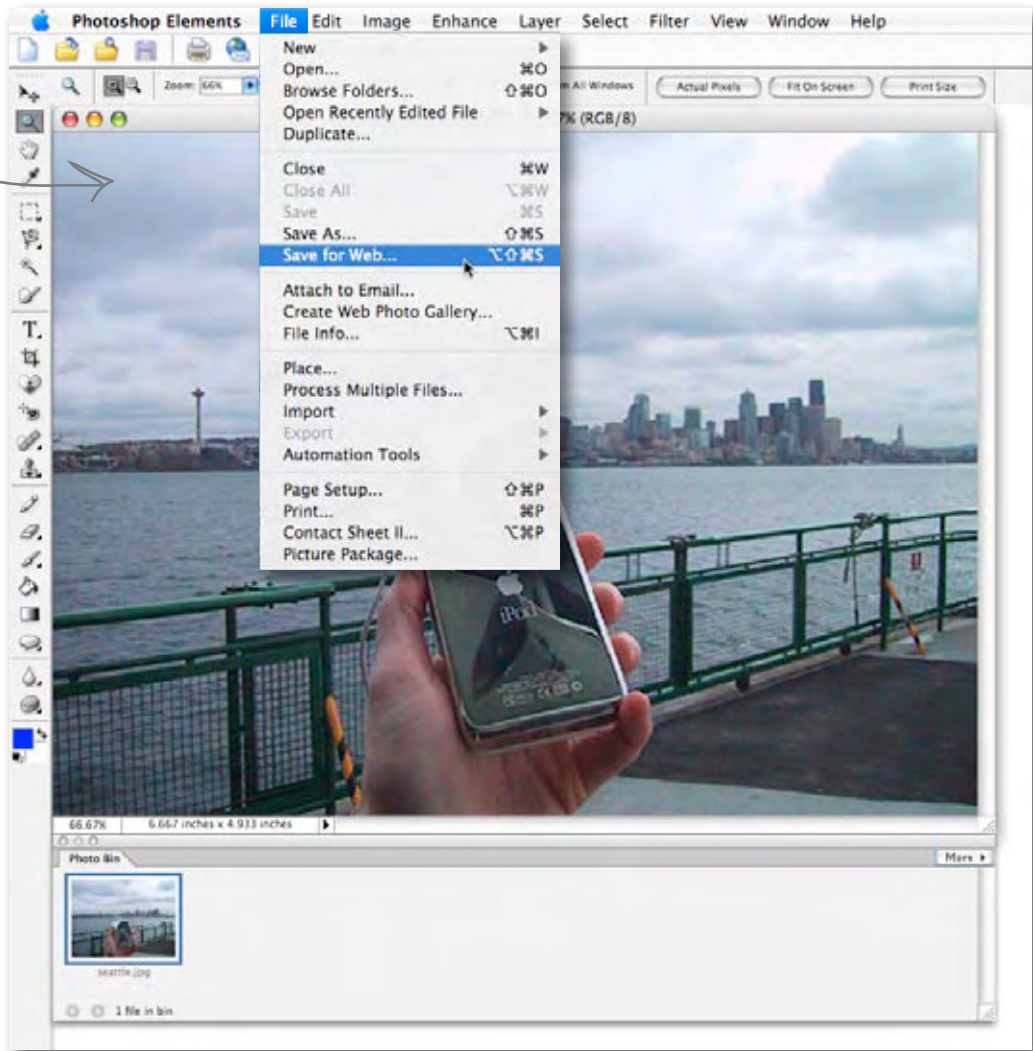 Photoshop Elements File Edit Image Enhance Layer Select Filter View Window Help
New
Open... ⌘O
Browse Folders... ⇧⌘O
Open Recently Edited File
Duplicate...
Close ⌘W
Close All ⌥⌘W
Save ⌘S
Save As... ⇧⌘S
Save for Web... ⌥⇧⌘S
Attach to Email...
Create Web Photo Gallery...
File Info... ⌥⌘I
Place...
Process Multiple Files...
Import
Export
Automation Tools
Page Setup... ⇧⌘P
Print... ⌘P
Contact Sheet II... ⌥⌘P
Picture Package...
Zoom: 66% All Windows Actual Pixels Fit On Screen Print Size
7% (RGB/8)
iPod
66.67% 6.667 inches x 4.933 inches
Photo Bin More
seattle.jpg
1 file in bin